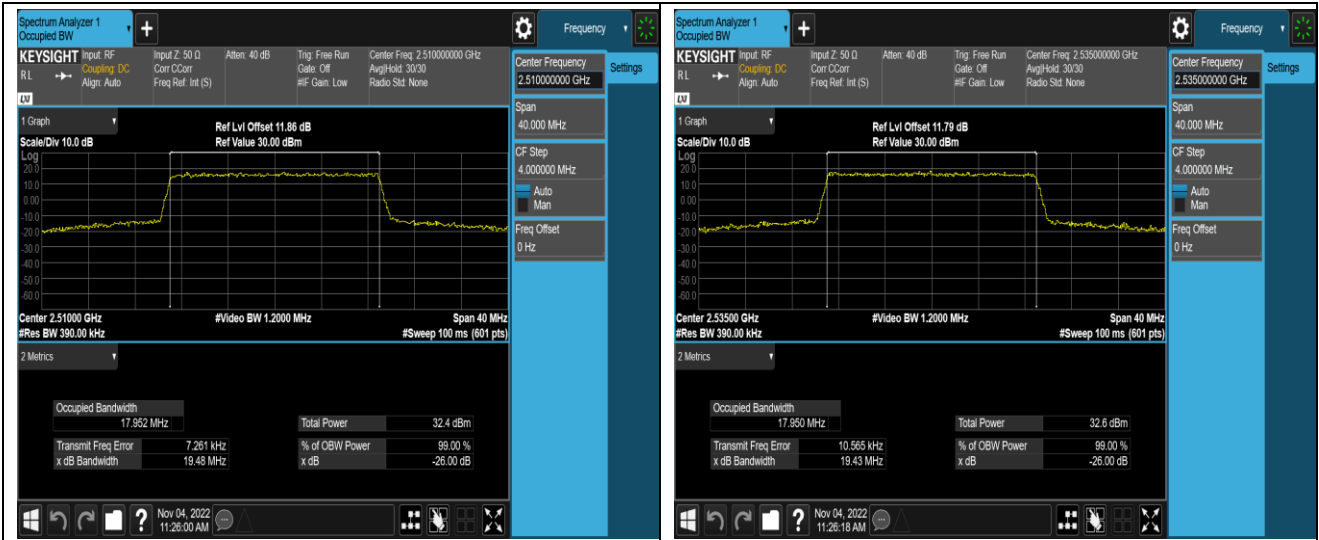 Spectrum Analyzer 1
Occupied BW
+
Frequency
KEYSIGHT
RL
LXI
Input: RF
Coupling: DC
Align: Auto
Input Z: 50 Ω
Corr CCorr
Freq Ref: Int (S)
Atten: 40 dB
Trig: Free Run
Gate: Off
#IF Gain: Low
Center Freq: 2.510000000 GHz
Avg|Hold: 30/30
Radio Std: None
Center Frequency
2.510000000 GHz
Settings
Span
40.000 MHz
CF Step
4.000000 MHz
Auto
Man
Freq Offset
0 Hz
1 Graph
Ref Lvl Offset 11.86 dB
Scale/Div 10.0 dB
Ref Value 30.00 dBm
Log
20.0
10.0
0.00
-10.0
-20.0
-30.0
-40.0
-50.0
-60.0
Center 2.51000 GHz
#Video BW 1.2000 MHz
Span 40 MHz
#Res BW 390.00 kHz
#Sweep 100 ms (601 pts)
2 Metrics
Occupied Bandwidth
17.952 MHz
Total Power 32.4 dBm
Transmit Freq Error 7.261 kHz
% of OBW Power 99.00 %
x dB Bandwidth 19.48 MHz
x dB -26.00 dB
?
Nov 04, 2022
11:26:00 AM
Spectrum Analyzer 1
Occupied BW
+
Frequency
KEYSIGHT
RL
LXI
Input: RF
Coupling: DC
Align: Auto
Input Z: 50 Ω
Corr CCorr
Freq Ref: Int (S)
Atten: 40 dB
Trig: Free Run
Gate: Off
#IF Gain: Low
Center Freq: 2.535000000 GHz
Avg|Hold: 30/30
Radio Std: None
Center Frequency
2.535000000 GHz
Settings
Span
40.000 MHz
CF Step
4.000000 MHz
Auto
Man
Freq Offset
0 Hz
1 Graph
Ref Lvl Offset 11.79 dB
Scale/Div 10.0 dB
Ref Value 30.00 dBm
Log
20.0
10.0
0.00
-10.0
-20.0
-30.0
-40.0
-50.0
-60.0
Center 2.53500 GHz
#Video BW 1.2000 MHz
Span 40 MHz
#Res BW 390.00 kHz
#Sweep 100 ms (601 pts)
2 Metrics
Occupied Bandwidth
17.950 MHz
Total Power 32.6 dBm
Transmit Freq Error 10.565 kHz
% of OBW Power 99.00 %
x dB Bandwidth 19.43 MHz
x dB -26.00 dB
?
Nov 04, 2022
11:26:18 AM